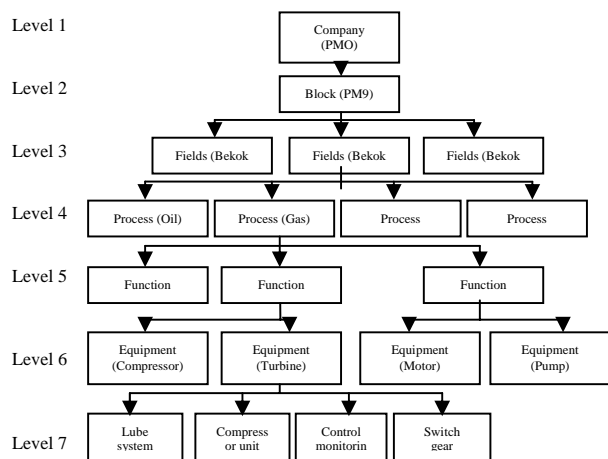 Level 1
Company
(PMO)
Level 2
Block (PM9)
Level 3
Fields (Bekok
Fields (Bekok
Fields (Bekok
Level 4
Process (Oil)
Process (Gas)
Process
Process
Level 5
Function
Function
Function
Level 6
Equipment
(Compressor)
Equipment
(Turbine)
Equipment
(Motor)
Equipment
(Pump)
Level 7
Lube
system
Compress
or unit
Control
monitorin
Switch
gear